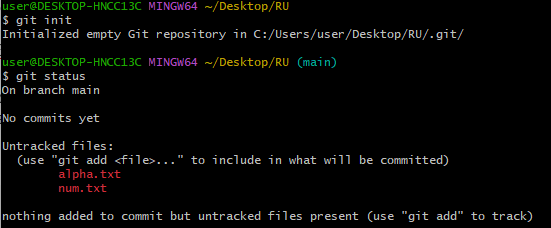 user@DESKTOP-HNCC13C MINGW64 ~/Desktop/RU
$ git init
Initialized empty Git repository in C:/Users/user/Desktop/RU/.git/

user@DESKTOP-HNCC13C MINGW64 ~/Desktop/RU (main)
$ git status
On branch main

No commits yet

Untracked files:
  (use "git add <file>..." to include in what will be committed)
        alpha.txt
        num.txt

nothing added to commit but untracked files present (use "git add" to track)